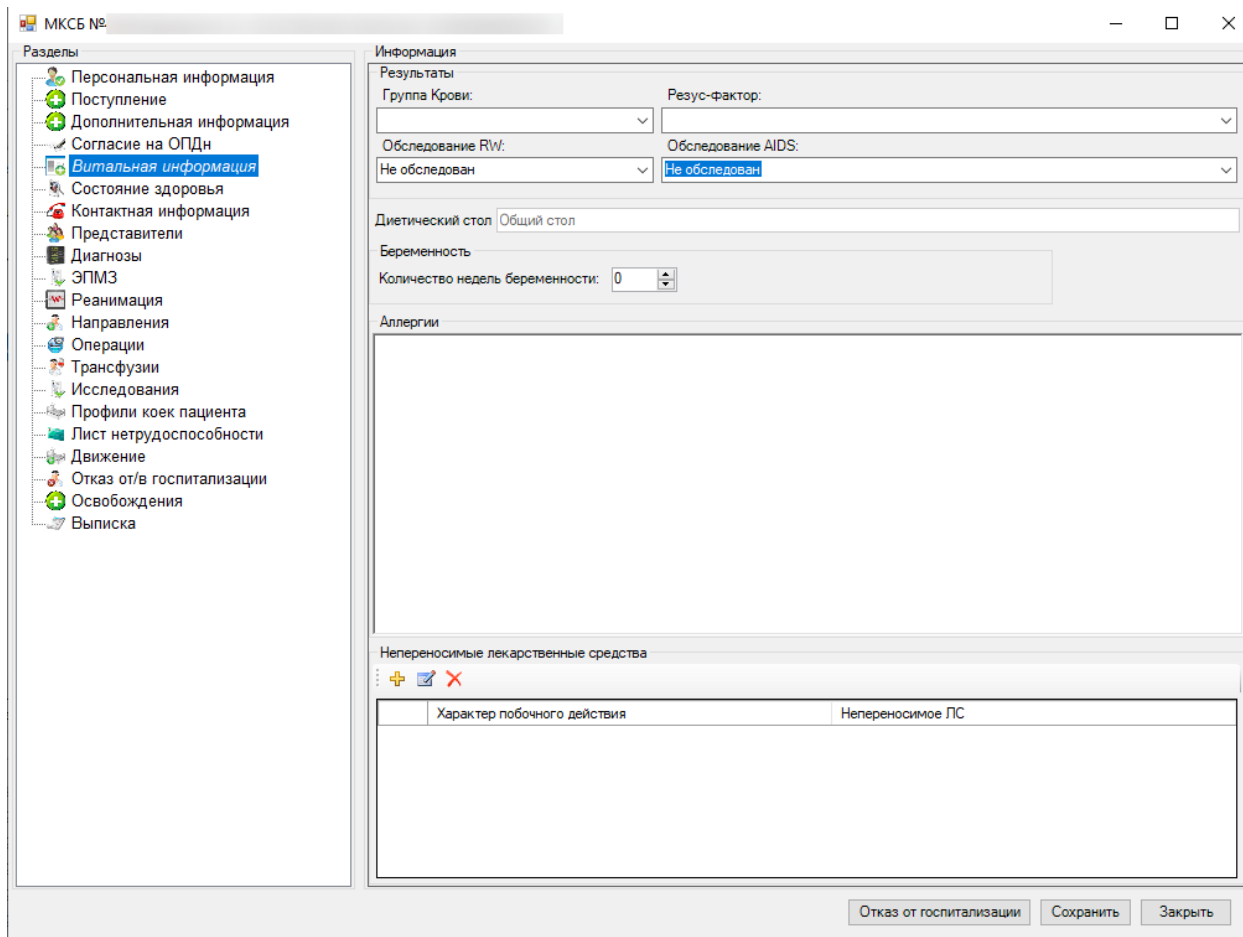 МКСБ №
Разделы
Персональная информация
Поступление
Дополнительная информация
Согласие на ОПДн
Витальная информация
Состояние здоровья
Контактная информация
Представители
Диагнозы
ЭПМЗ
Реанимация
Направления
Операции
Трансфузии
Исследования
Профили коек пациента
Лист нетрудоспособности
Движение
Отказ от/в госпитализации
Освобождения
Выписка
Информация
Результаты
Группа Крови: Резус-фактор:
Обследование RW: Обследование AIDS:
Не обследован Не обследован
Диетический стол Общий стол
Беременность
Количество недель беременности: 0
Аллергии
Непереносимые лекарственные средства
Характер побочного действия Непереносимое ЛС
Отказ от госпитализации Сохранить Закрыть